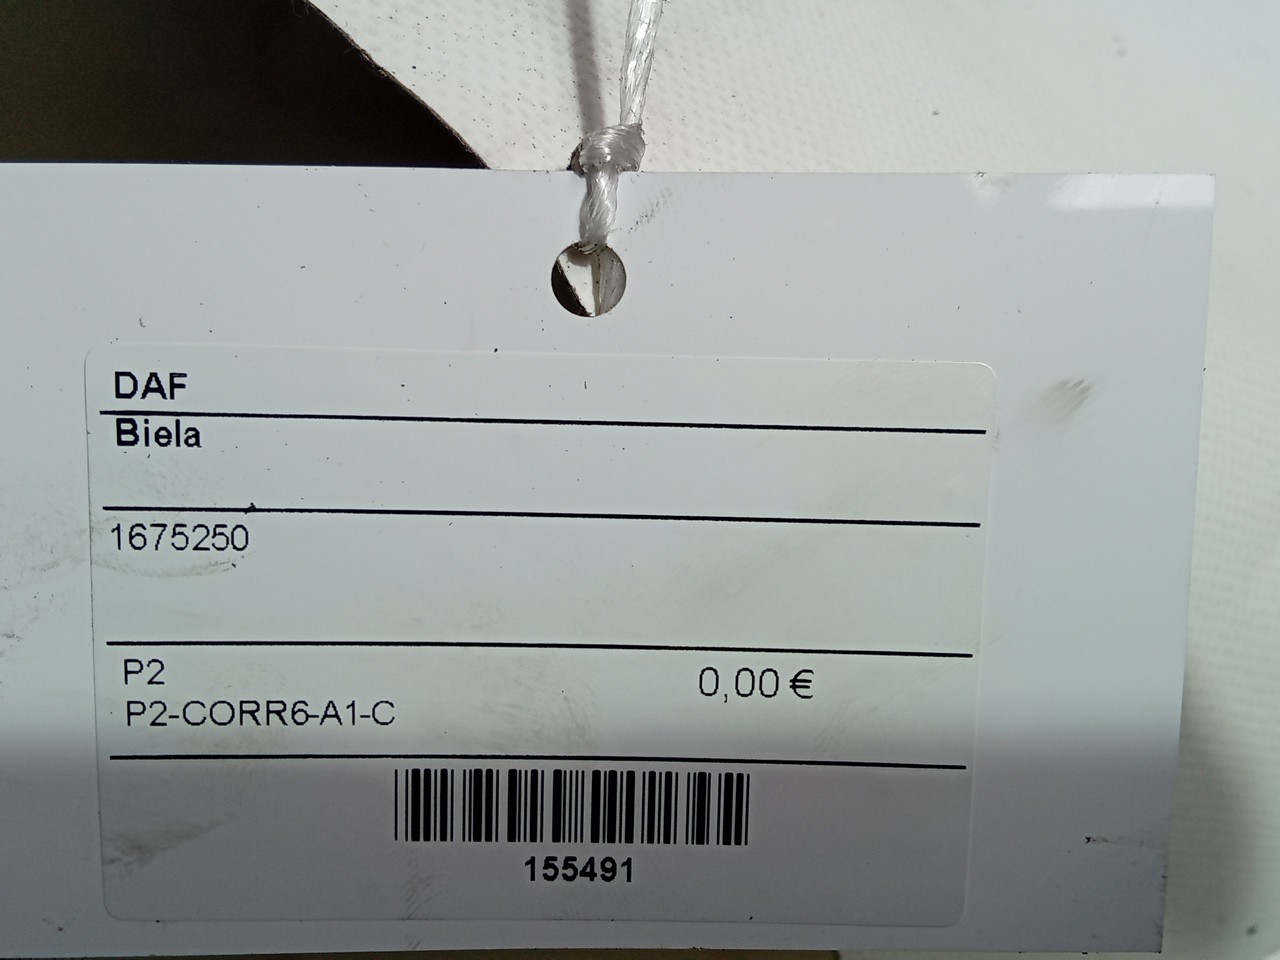 DAF
Biela
1675250
P2
0,00 €
P2-CORR6-A1-C
155491